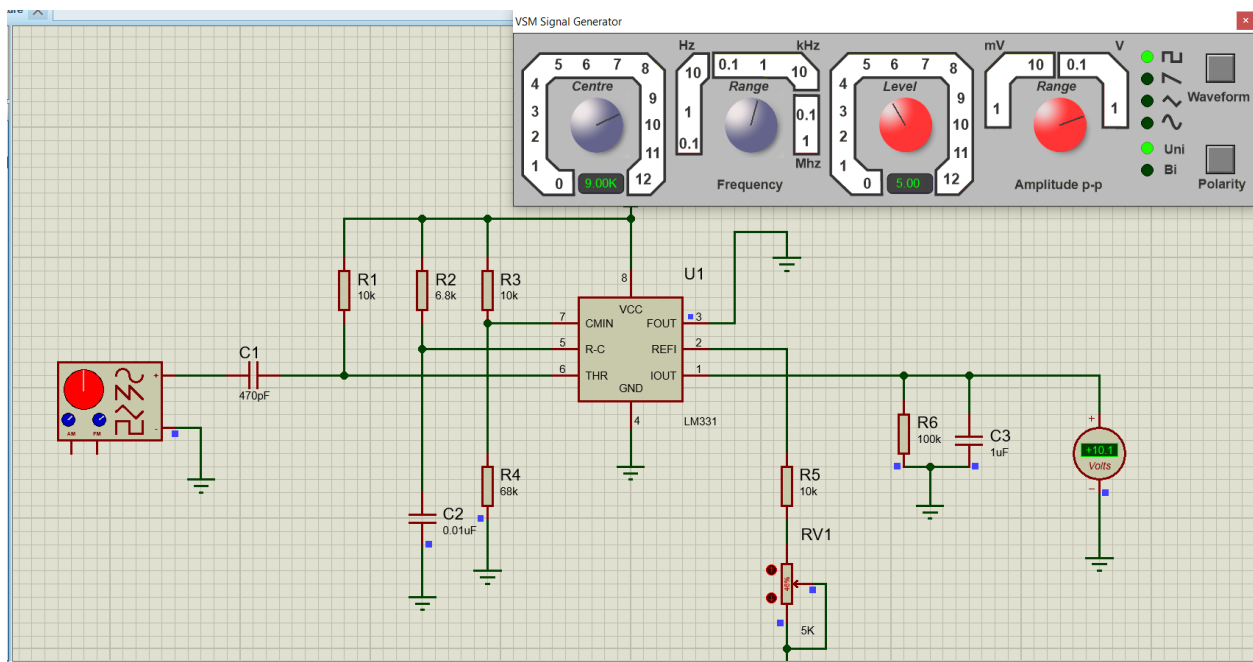 VSM Signal Generator
Hz
kHz
mV
V
0.1 1 10
10
1
0.1
0.1
1
Mhz
Centre
0 1 2 3 4 5 6 7 8 9 10 11 12
9.00K
Range
Frequency
Level
0 1 2 3 4 5 6 7 8 9 10 11 12
5.00
1 10
0.1 1
Range
Amplitude p-p
Waveform
Uni
Bi
Polarity
R1
10k
R2
6.8k
R3
10k
8
U1
VCC
7
CMIN
FOUT
3
5
R-C
REFI
2
6
THR
IOUT
1
GND
4
LM331
C1
470pF
+
-
AM
FM
R4
68k
C2
0.01uF
R5
10k
RV1
46%
5K
R6
100k
C3
1uF
+
+10.1
Volts
−